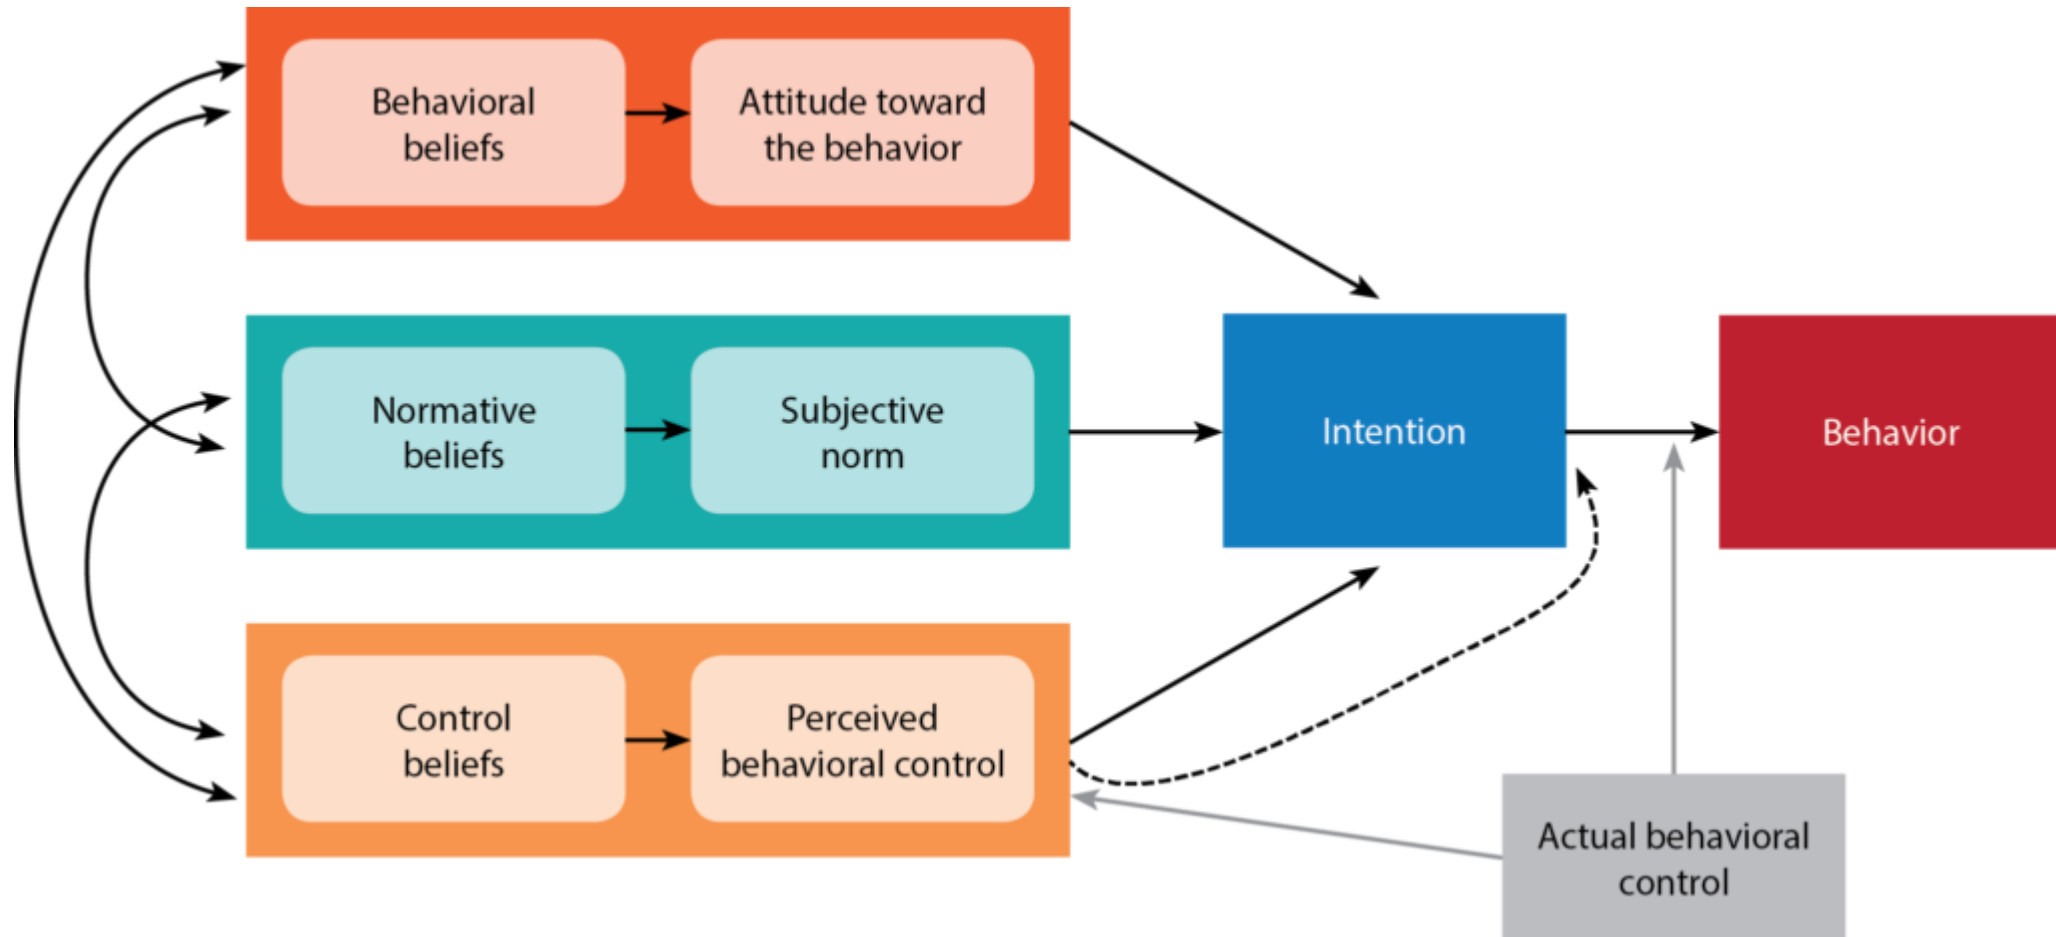 Behavioral
beliefs
Attitude toward
the behavior
Normative
beliefs
Subjective
norm
Intention
Behavior
Control
beliefs
Perceived
behavioral control
Actual behavioral
control